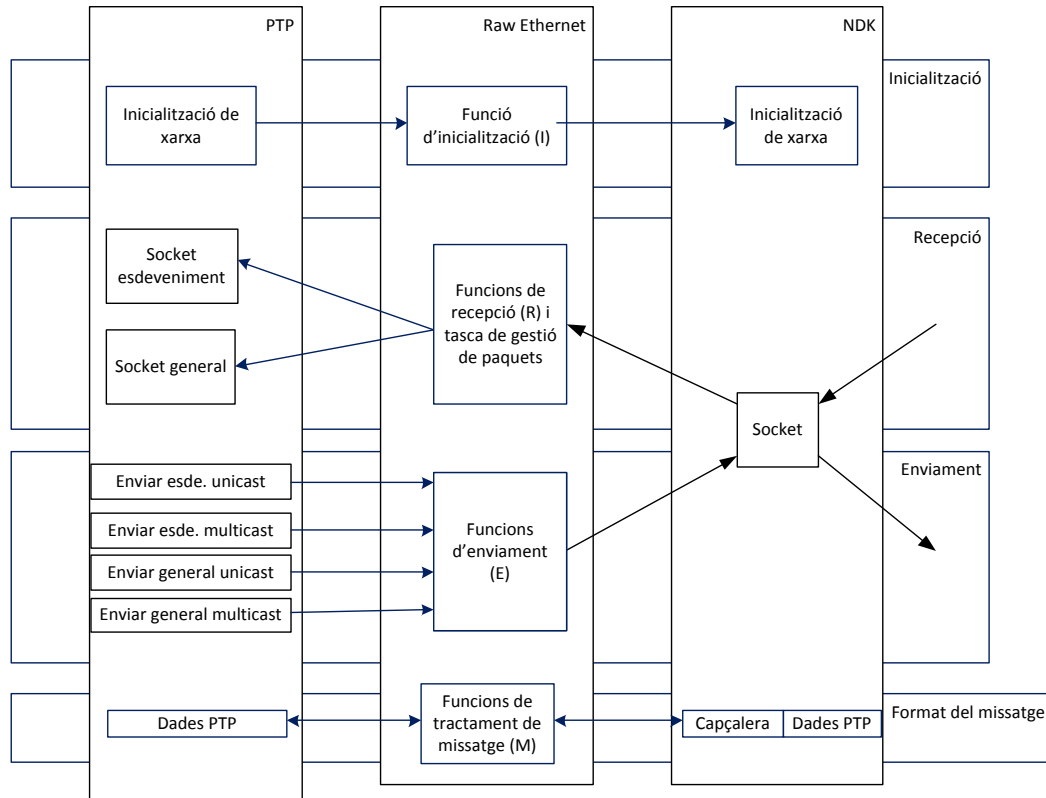 PTP
Raw Ethernet
NDK
Inicialització
Inicialització de
xarxa
Funció
d'inicialització (I)
Inicialització
de xarxa
Recepció
Socket
esdeveniment
Socket general
Funcions de
recepció (R) i
tasca de gestió
de paquets
Socket
Enviament
Enviar esde. unicast
Enviar esde. multicast
Enviar general unicast
Enviar general multicast
Funcions
d'enviament
(E)
Format del missatge
Dades PTP
Funcions de
tractament de
missatge (M)
Capçalera
Dades PTP